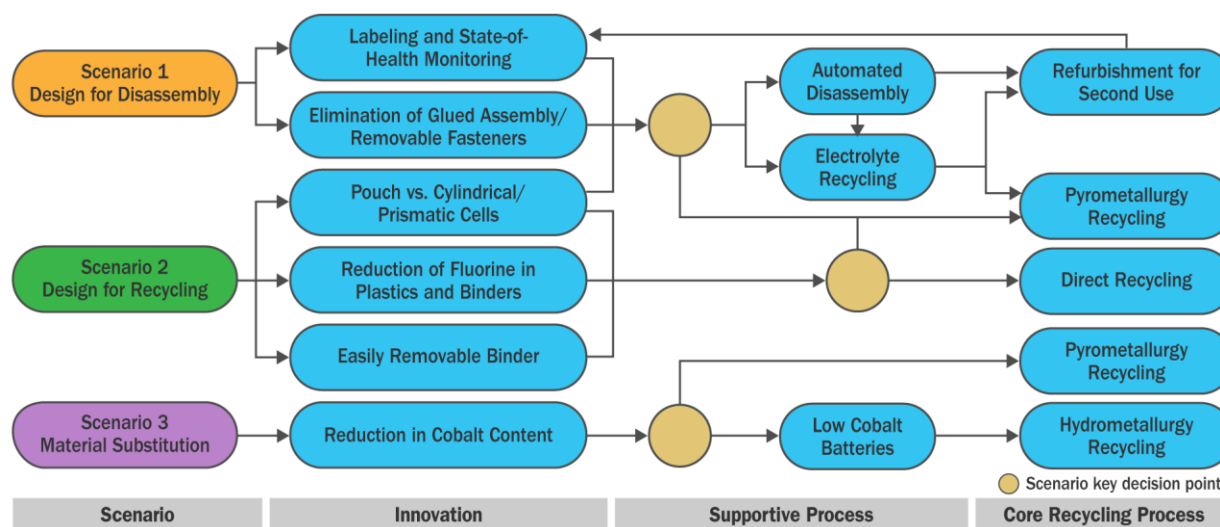 Scenario 1
Design for Disassembly
Labeling and State-of-
Health Monitoring
Elimination of Glued Assembly/
Removable Fasteners
Automated
Disassembly
Electrolyte
Recycling
Refurbishment for
Second Use
Pyrometallurgy
Recycling
Scenario 2
Design for Recycling
Pouch vs. Cylindrical/
Prismatic Cells
Reduction of Fluorine in
Plastics and Binders
Easily Removable Binder
Direct Recycling
Scenario 3
Material Substitution
Reduction in Cobalt Content
Low Cobalt
Batteries
Pyrometallurgy
Recycling
Hydrometallurgy
Recycling
Scenario key decision point
Scenario
Innovation
Supportive Process
Core Recycling Process